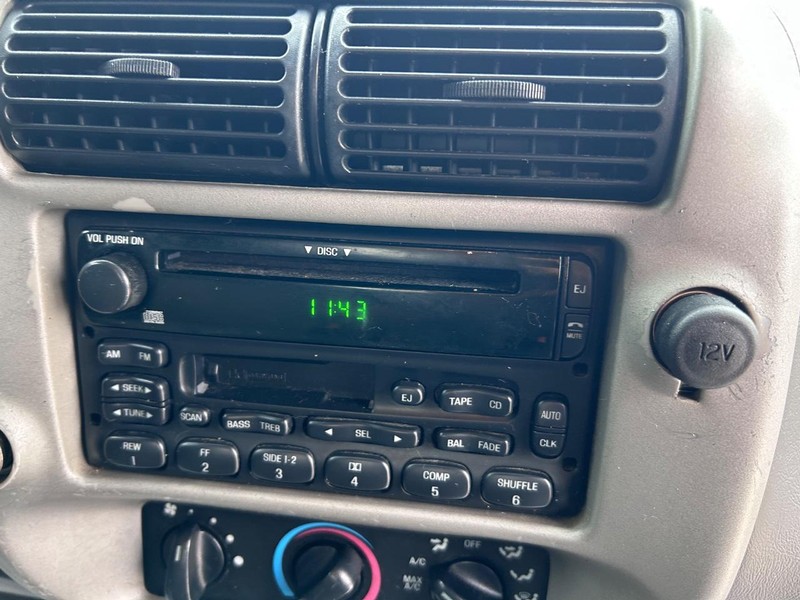 VOL PUSH ON
▼ DISC ▼
EJ
11:43
MUTE
12V
AM FM
◄ SEEK ►
◄ TUNE ►
SCAN
BASS TREB
◄ SEL ►
EJ
TAPE CD
BAL FADE
AUTO
CLK
REW
1
FF
2
SIDE 1-2
3
4
COMP
5
SHUFFLE
6
OFF
A/C
MAX
A/C